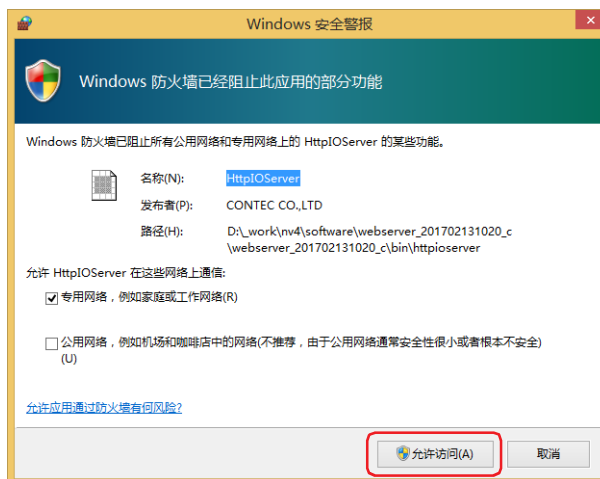 Windows 安全警报
Windows 防火墙已经阻止此应用的部分功能
Windows 防火墙已阻止所有公用网络和专用网络上的 HttpIOServer 的某些功能。
名称(N): HttpIOServer
发布者(P): CONTEC CO.,LTD
路径(H): D:\_work\nv4\software\webserver_201702131020_c
\webserver_201702131020_c\bin\httpioserver
允许 HttpIOServer 在这些网络上通信:
专用网络，例如家庭或工作网络(R)
公用网络，例如机场和咖啡店中的网络(不推荐，由于公用网络通常安全性很小或者根本不安全)
(U)
允许应用通过防火墙有何风险?
允许访问(A) 取消